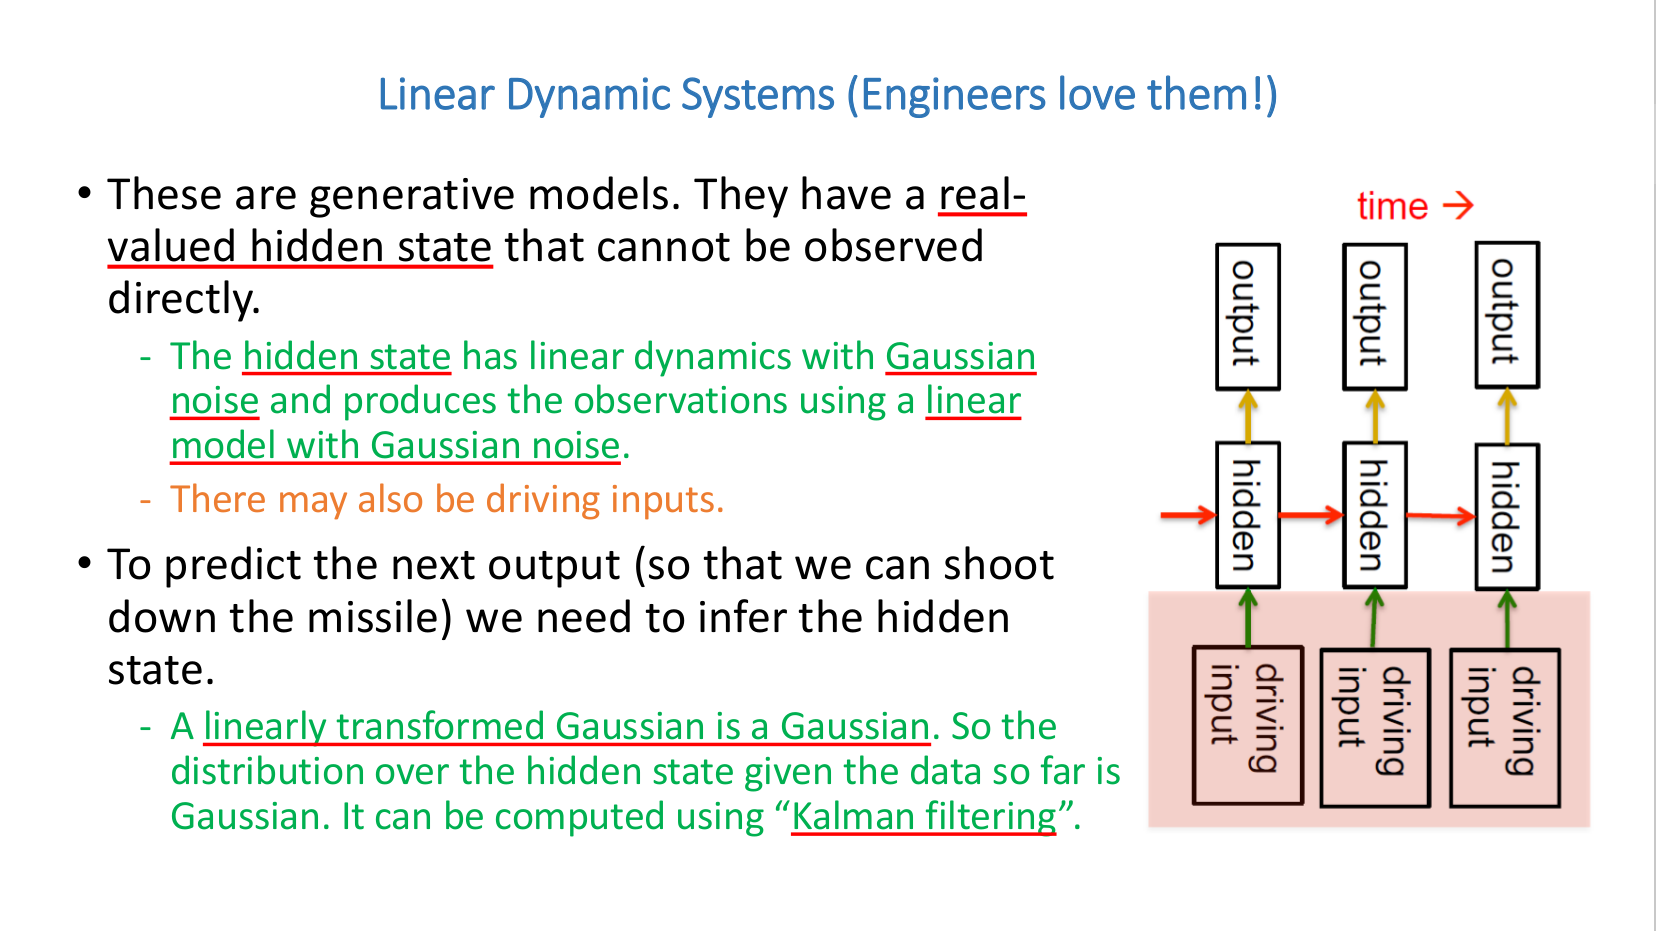 Linear Dynamic Systems (Engineers love them!)
• These are generative models. They have a real-
valued hidden state that cannot be observed
directly.
- The hidden state has linear dynamics with Gaussian
noise and produces the observations using a linear
model with Gaussian noise.
- There may also be driving inputs.
• To predict the next output (so that we can shoot
down the missile) we need to infer the hidden
state.
- A linearly transformed Gaussian is a Gaussian. So the
distribution over the hidden state given the data so far is
Gaussian. It can be computed using “Kalman filtering”.
time →
output
output
output
hidden
hidden
hidden
driving
input
driving
input
driving
input